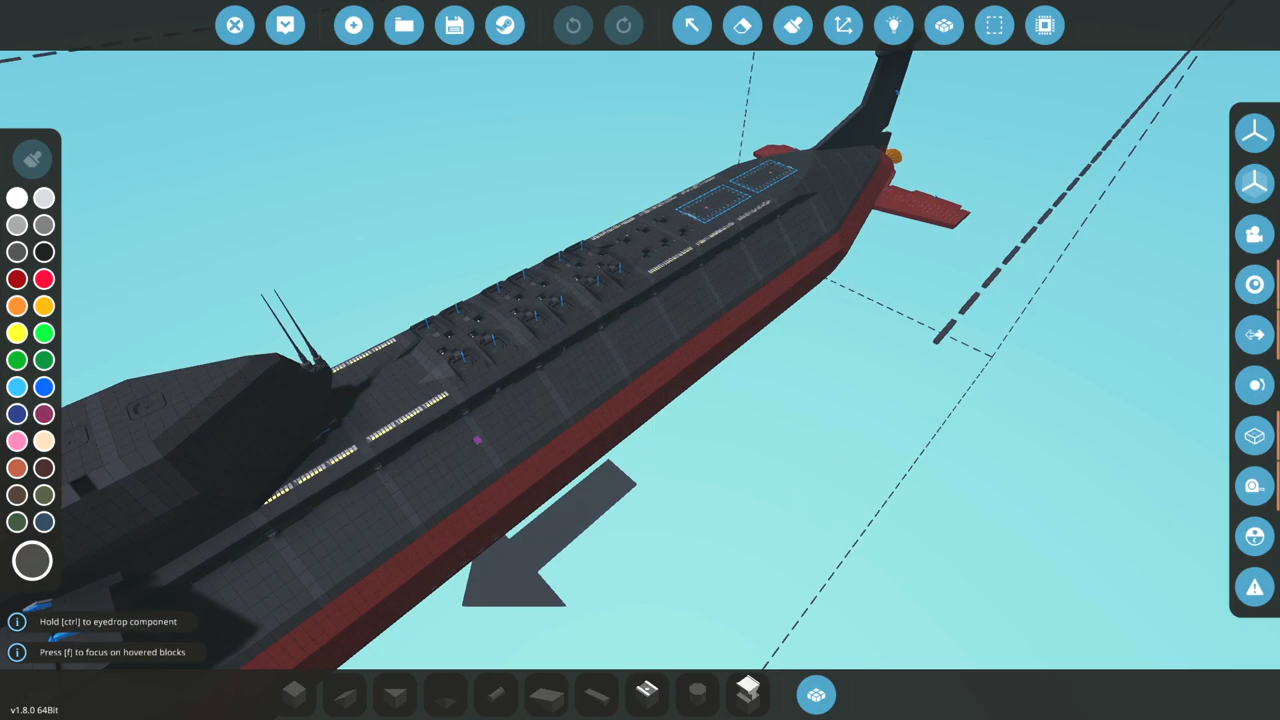 Hold [ctrl] to eyedrop component
Press [f] to focus on hovered blocks
v1.8.0 64Bit